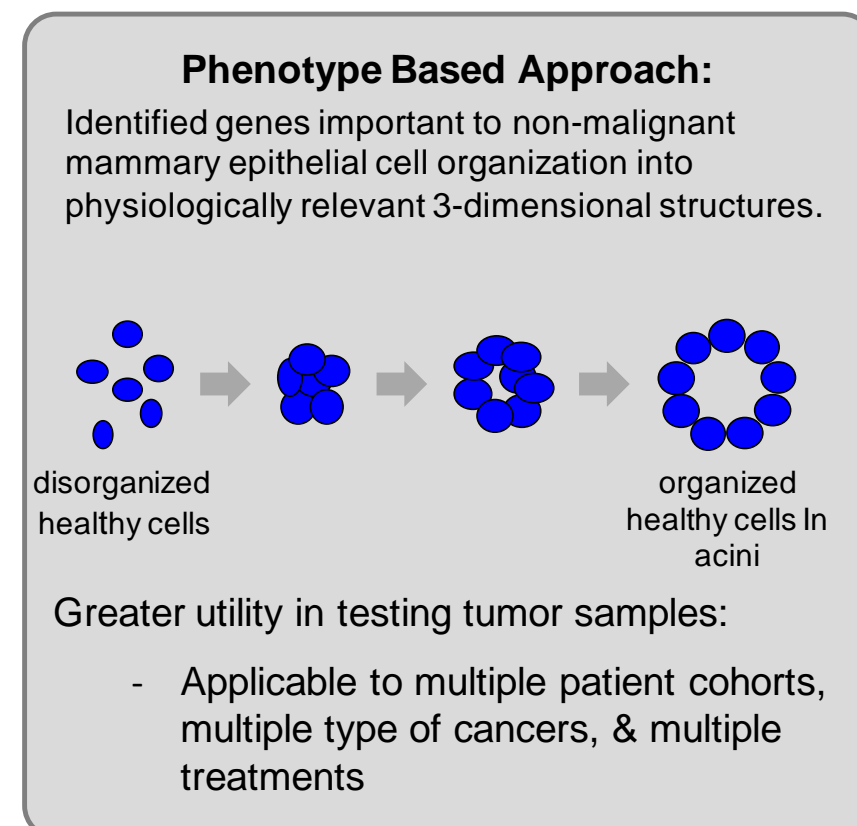 Phenotype Based Approach:
Identified genes important to non-malignant
mammary epithelial cell organization into
physiologically relevant 3-dimensional structures.
disorganized
healthy cells
organized
healthy cells In
acini
Greater utility in testing tumor samples:
- Applicable to multiple patient cohorts,
multiple type of cancers, & multiple
treatments